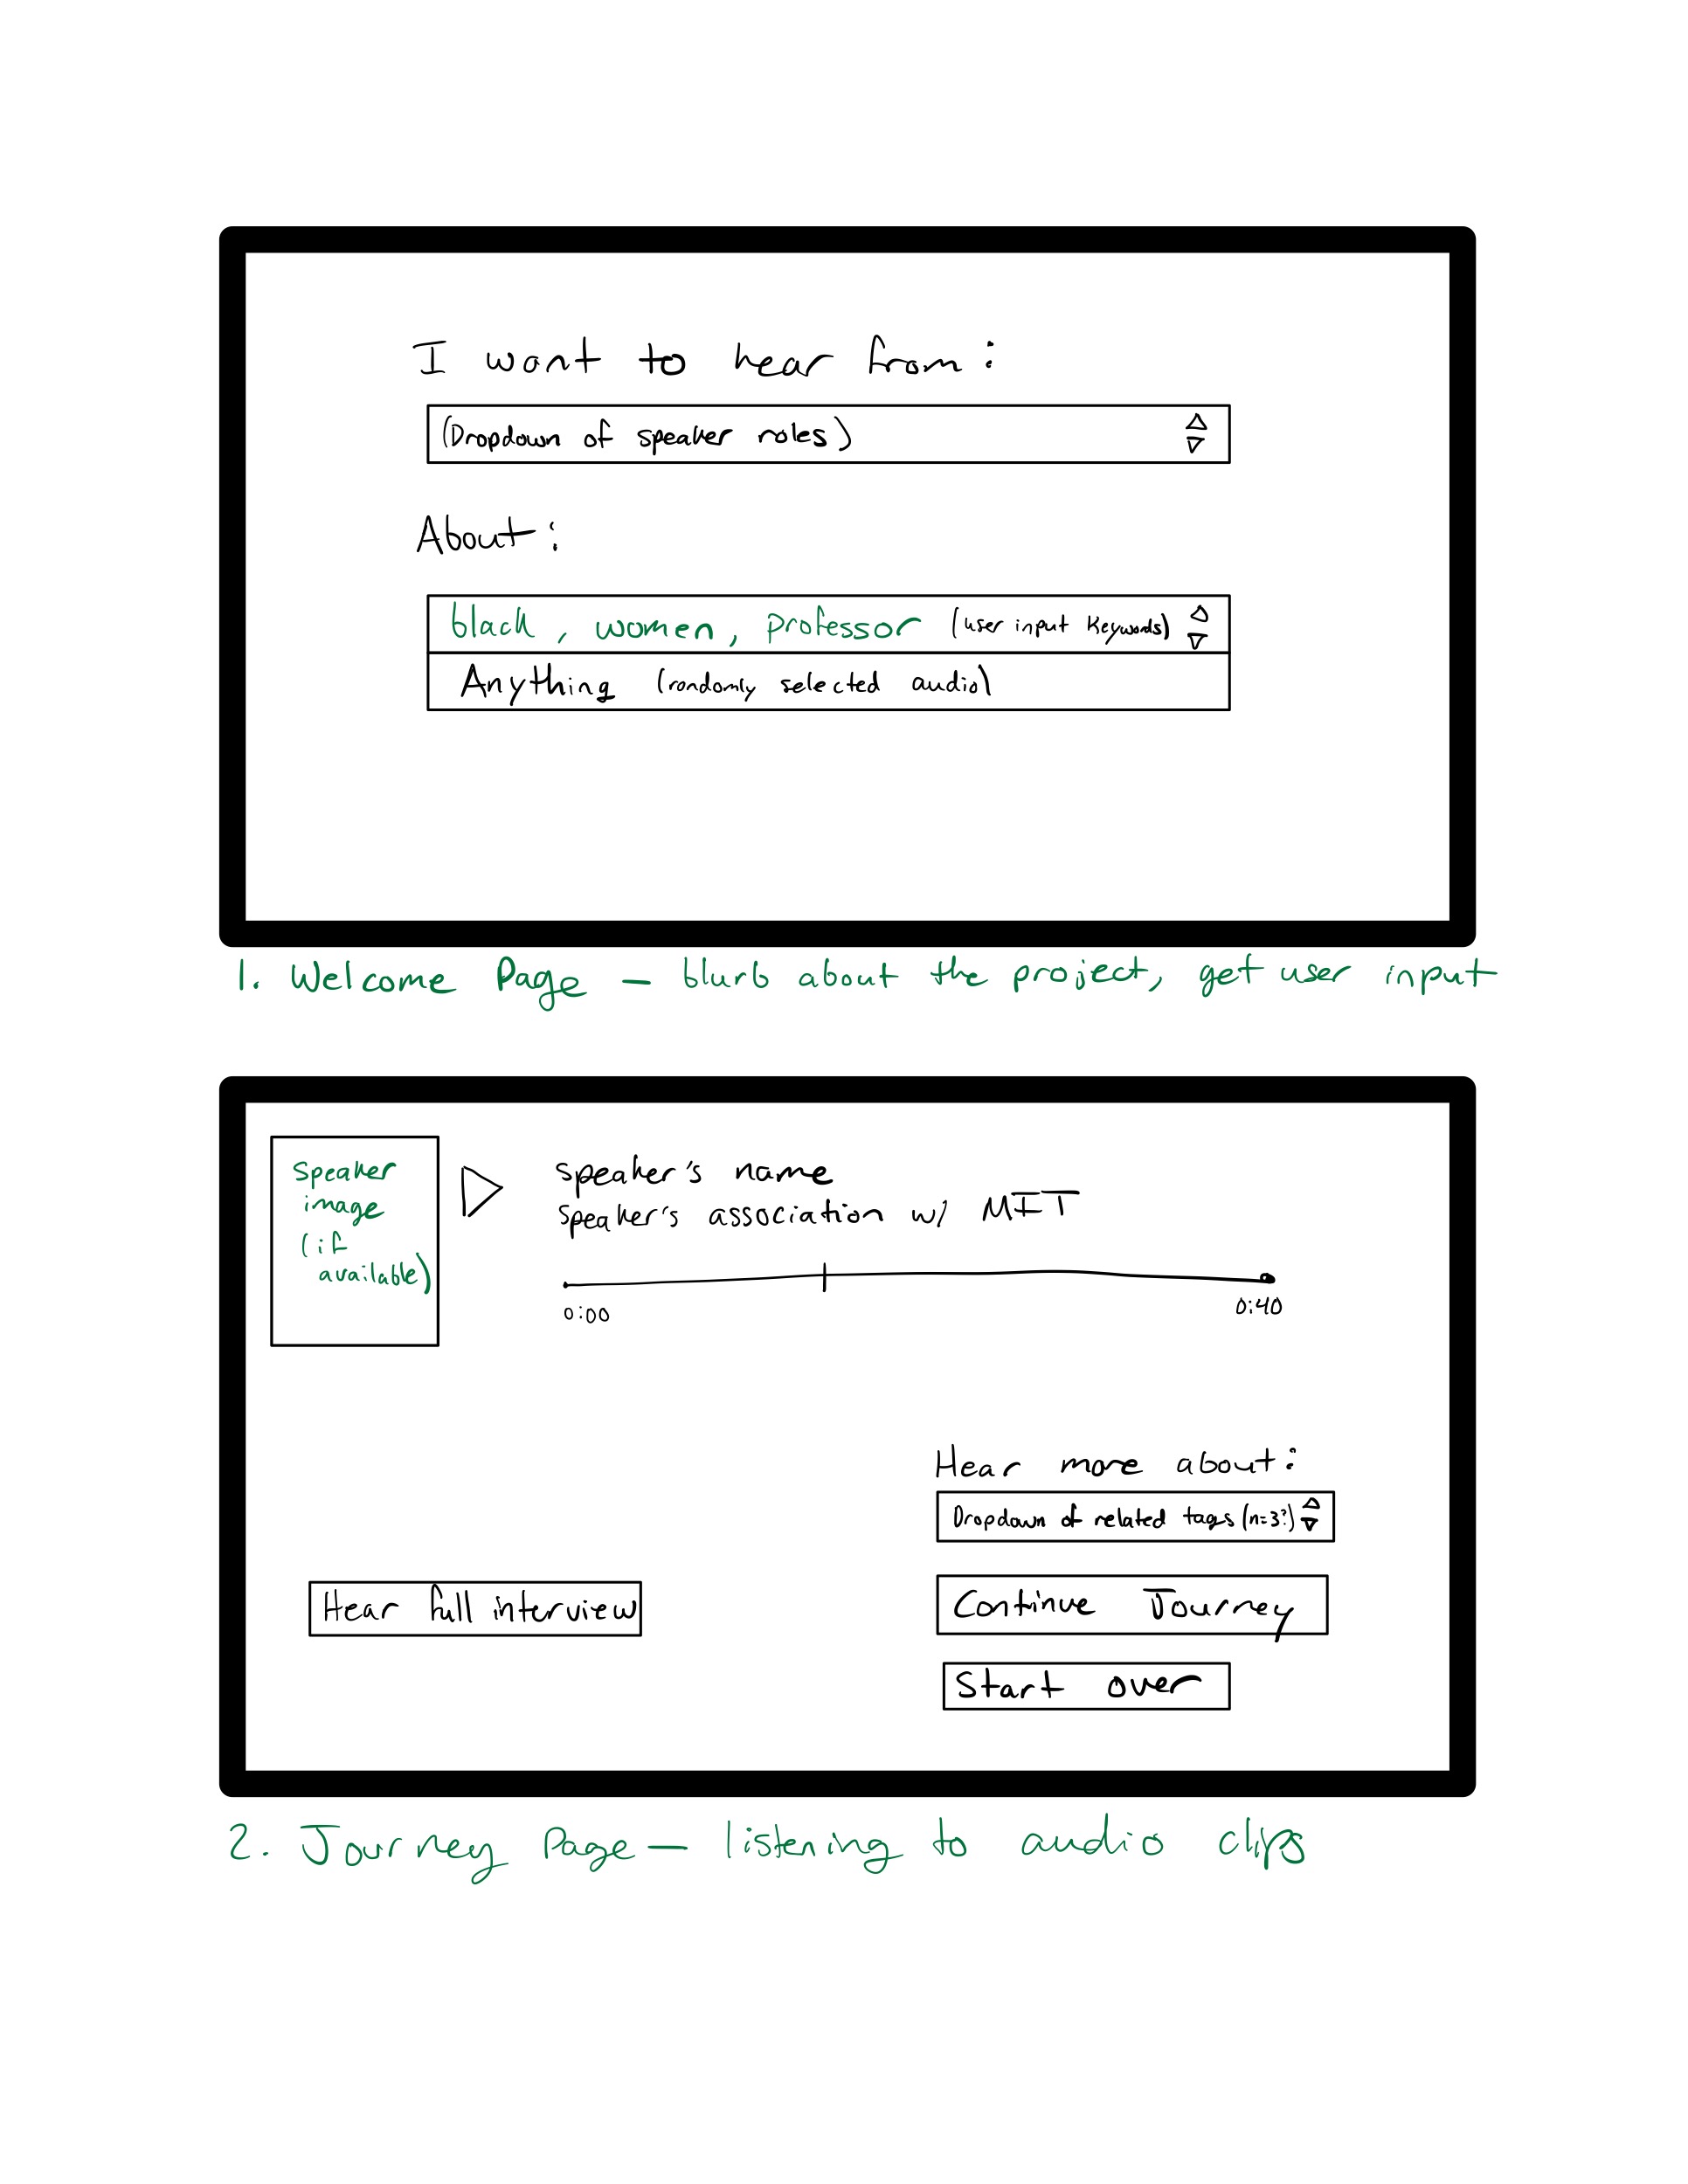 I want to hear from:
(Dropdown of speaker roles)
About:
black, women, professor (user input keywords)
Anything (randomly selected audio)
1. Welcome Page - blurb about the project, get user input
speaker image (if available)
speaker's name
speaker's association w/ MIT
0:00
0:40
Hear more about:
Dropdown of related tags (n=3?)
Hear full interview
Continue Journey
Start over
2. Journey Page - listening to audio clips